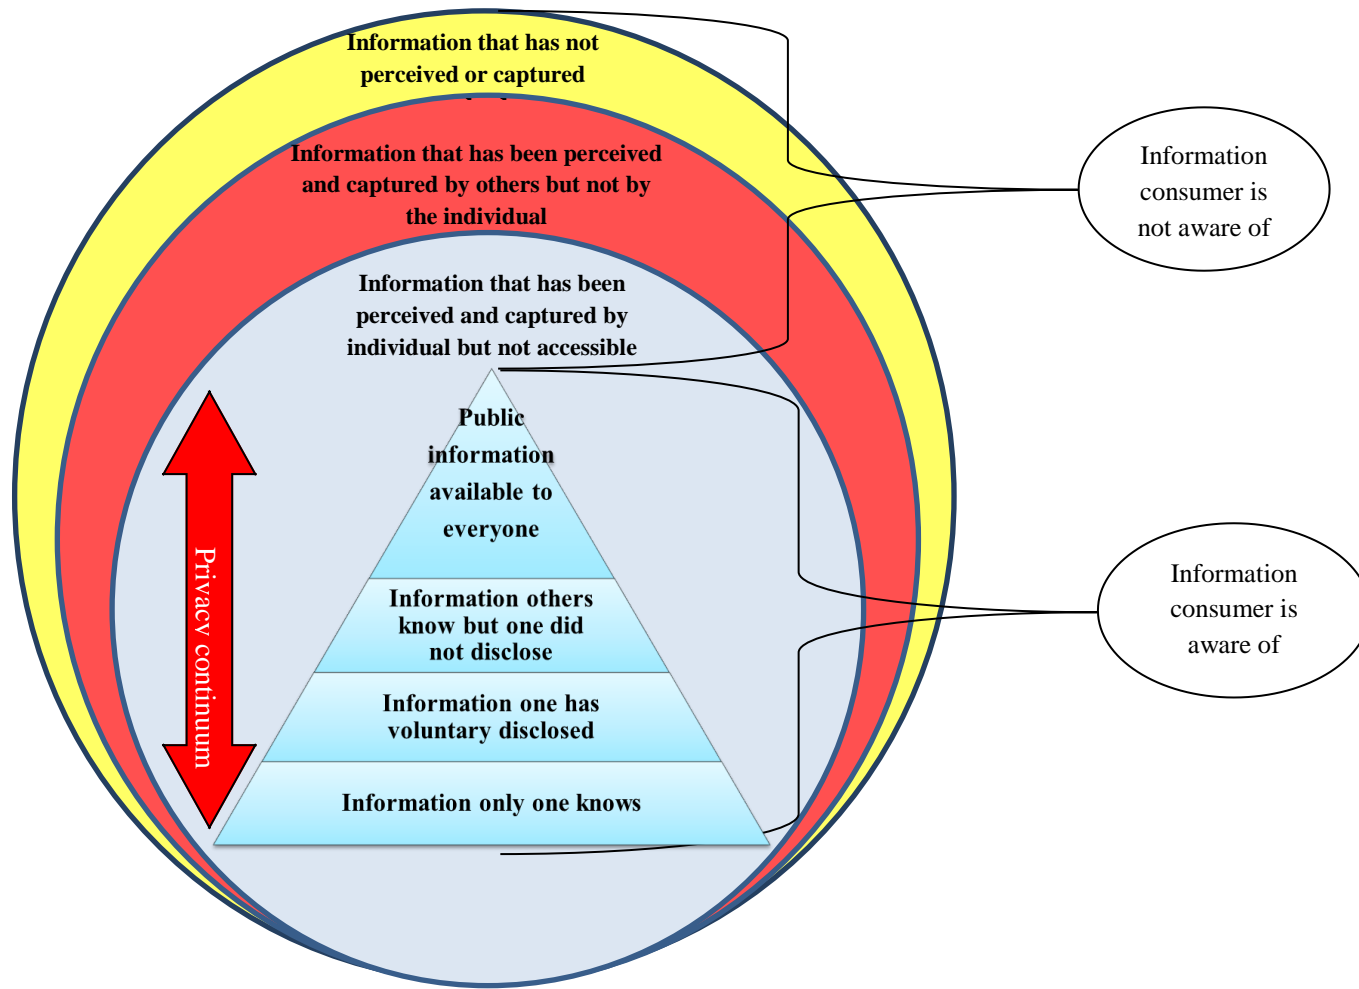 Information that has not
perceived or captured
Information that has been perceived
and captured by others but not by
the individual
Information
consumer is
not aware of
Information that has been
perceived and captured by
individual but not accessible
Public
information
available to
everyone
Information others
know but one did
not disclose
Information one has
voluntary disclosed
Information only one knows
Privacy continuum
Information
consumer is
aware of